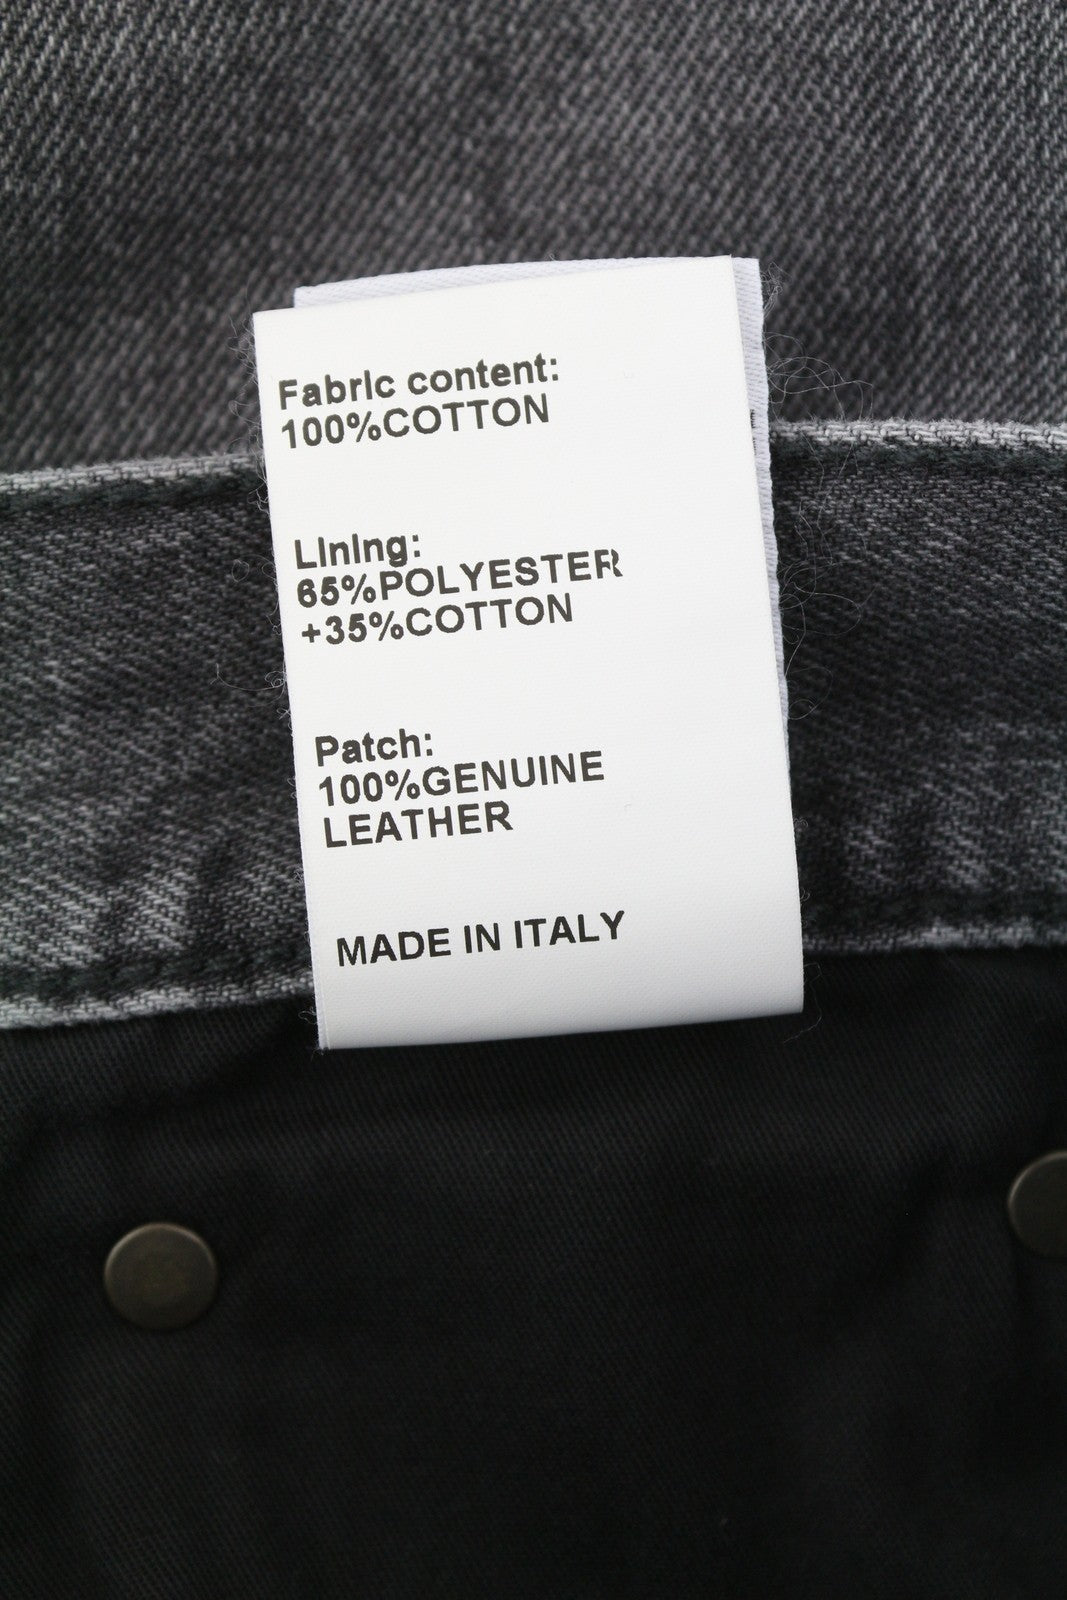 Fabric content:
100%COTTON
Lining:
65%POLYESTER
+35%COTTON
Patch:
100%GENUINE
LEATHER
MADE IN ITALY